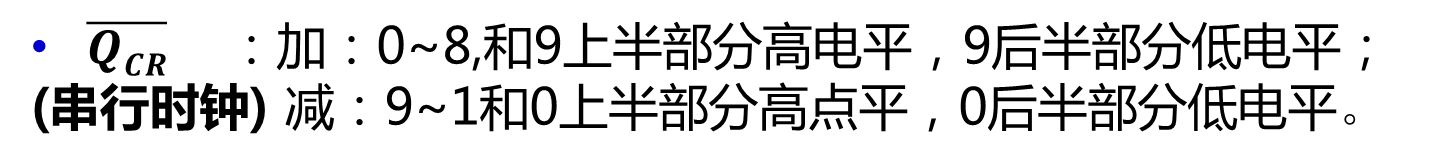 • $\overline{Q_{CR}}$ ：加：0~8,和9上半部分高电平，9后半部分低电平；
(串行时钟) 减：9~1和0上半部分高点平，0后半部分低电平。